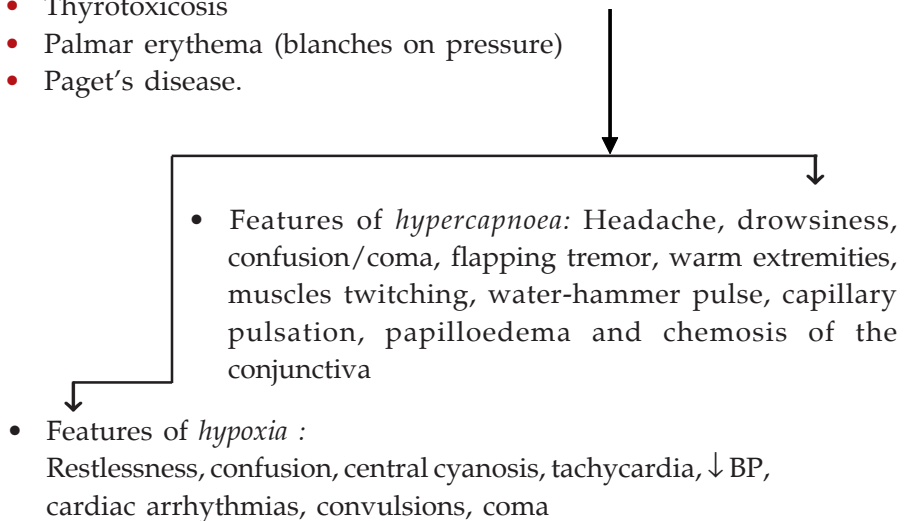 • Thyrotoxicosis
• Palmar erythema (blanches on pressure)
• Paget's disease.
• Features of hypercapnoea: Headache, drowsiness,
confusion/coma, flapping tremor, warm extremities,
muscles twitching, water-hammer pulse, capillary
pulsation, papilloedema and chemosis of the
conjunctiva
• Features of hypoxia :
Restlessness, confusion, central cyanosis, tachycardia, ↓ BP,
cardiac arrhythmias, convulsions, coma